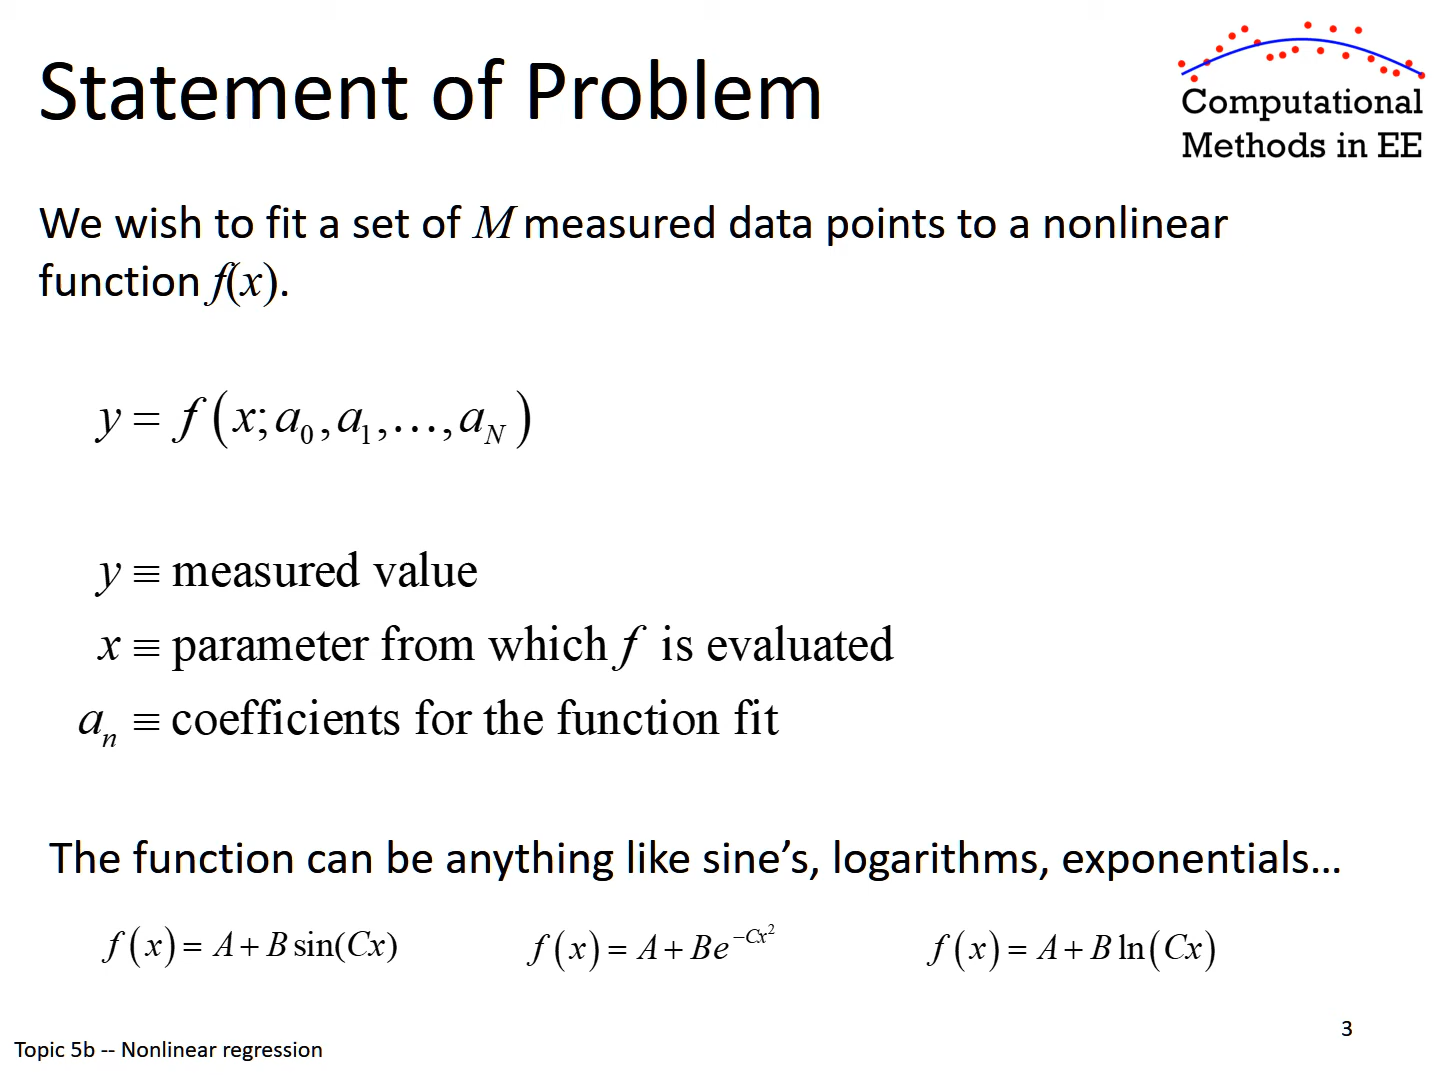 Statement of Problem
Computational
Methods in EE
We wish to fit a set of M measured data points to a nonlinear
function f(x).
y = f(x; a₀, a₁, …, a_N)
y ≡ measured value
x ≡ parameter from which f is evaluated
aₙ ≡ coefficients for the function fit
The function can be anything like sine’s, logarithms, exponentials…
f(x) = A + B sin(Cx)
f(x) = A + Be^{−Cx²}
f(x) = A + B ln(Cx)
3
Topic 5b -- Nonlinear regression